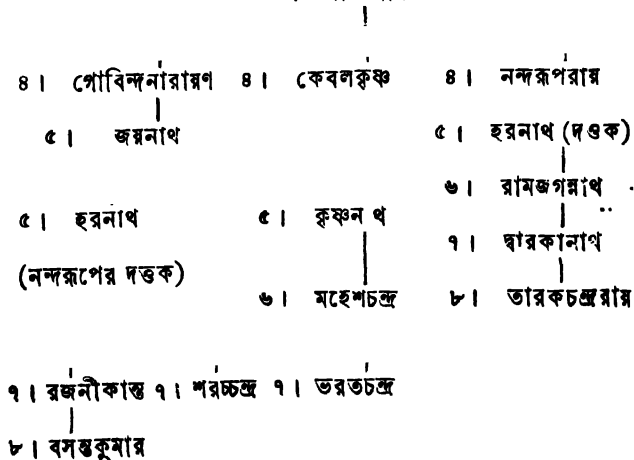 ৪। গোবিন্দনারায়ণ ৪। কেবলকৃষ্ণ ৪। নন্দরূপরায়
৫। জয়নাথ ৫। হরনাথ (দত্তক)
৬। রামজগন্নাথ
৫। হরনাথ ৫। কৃষ্ণন থ
৭। দ্বারকানাথ
(নন্দরূপের দত্তক)
৬। মহেশচন্দ্র ৮। তারকচন্দ্ররায়
৭। রজনীকান্ত ৭। শরচ্চন্দ্র ৭। ভরতচন্দ্র
৮। বসন্তকুমার